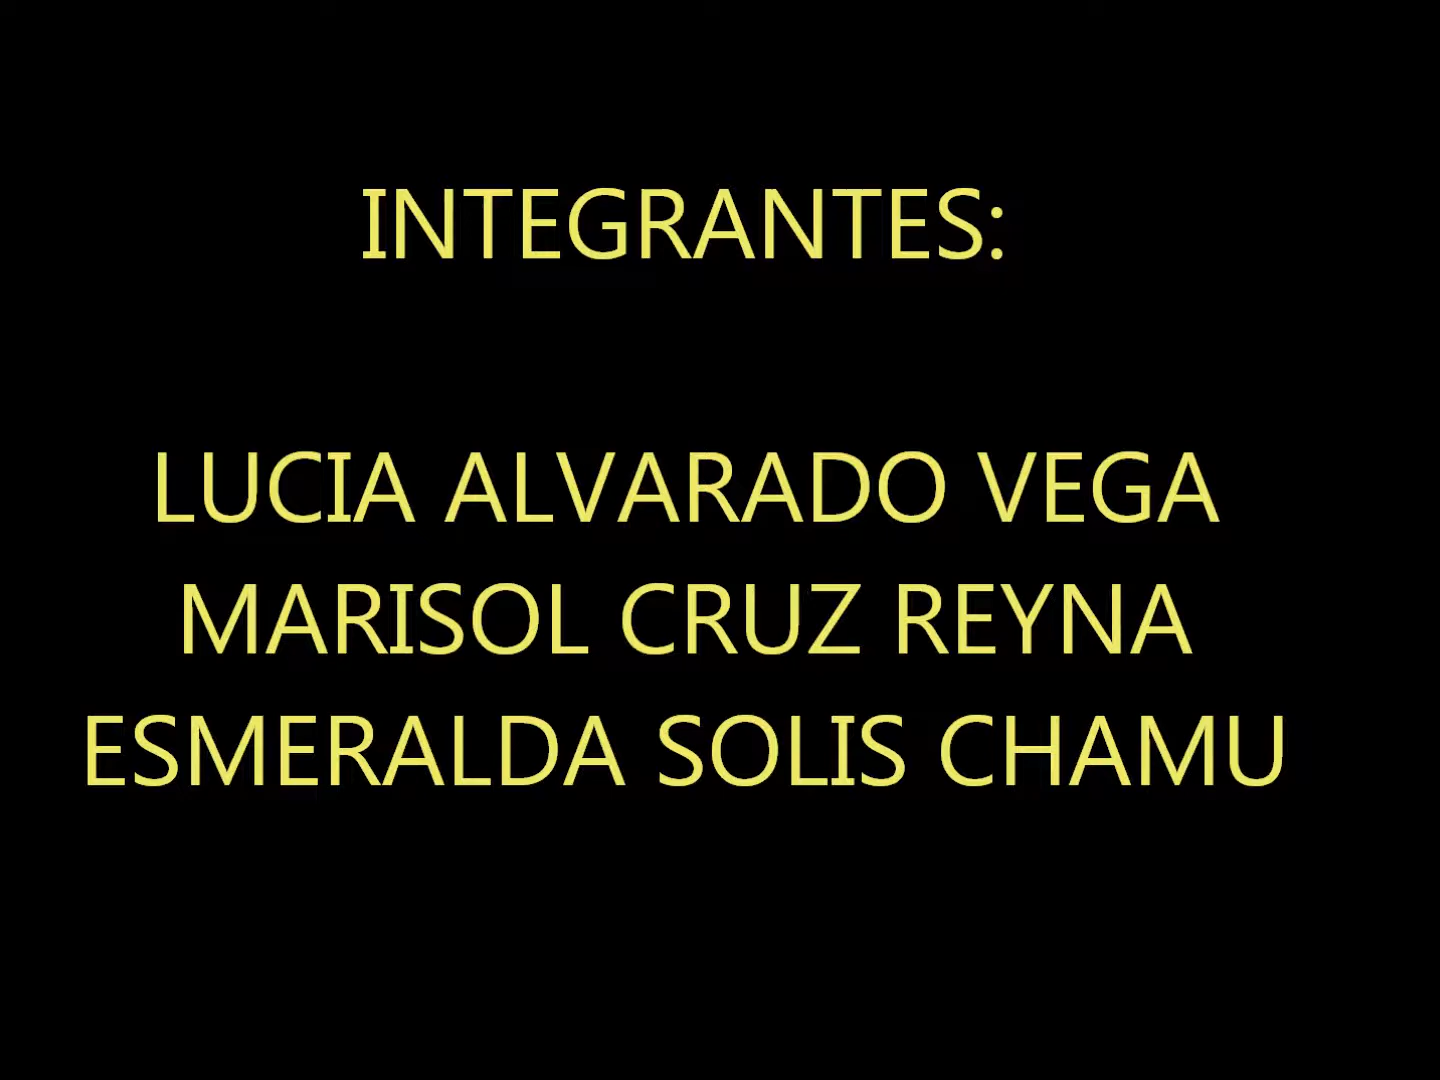 INTEGRANTES:
LUCIA ALVARADO VEGA
MARISOL CRUZ REYNA
ESMERALDA SOLIS CHAMU